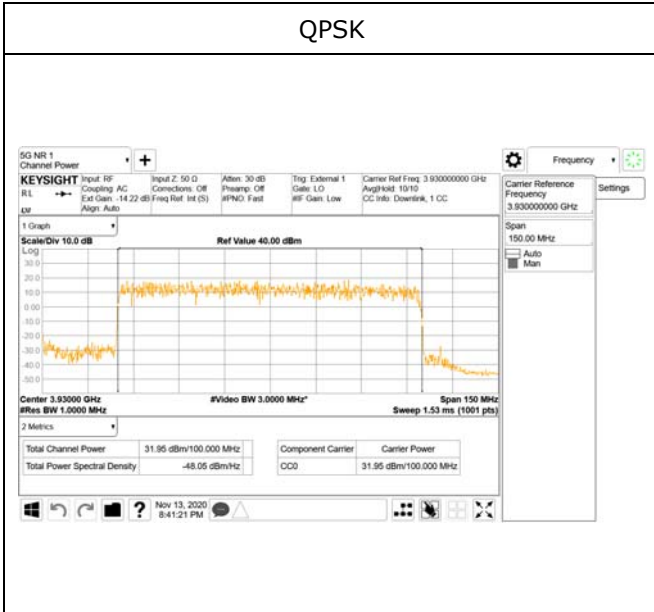 QPSK
5G NR 1
Channel Power
+
Frequency
KEYSIGHT
RL
Input: RF
Coupling: AC
Ext Gain: -14.22 dB
Align: Auto
Input Z: 50 Ω
Corrections: Off
Freq Ref: Int (S)
Atten: 30 dB
Preamp: Off
#PNO: Fast
Trig: External 1
Gate: LO
#IF Gain: Low
Carrier Ref Freq: 3.930000000 GHz
Avg|Hold: 10/10
CC Info: Downlink, 1 CC
Carrier Reference
Frequency
3.930000000 GHz
Settings
Span
150.00 MHz
Auto
Man
1 Graph
Scale/Div 10.0 dB
Ref Value 40.00 dBm
Log
30.0
20.0
10.0
0.00
-10.0
-20.0
-30.0
-40.0
-50.0
Center 3.93000 GHz
#Video BW 3.0000 MHz*
Span 150 MHz
#Res BW 1.0000 MHz
Sweep 1.53 ms (1001 pts)
2 Metrics
Total Channel Power 31.95 dBm/100.000 MHz
Total Power Spectral Density -48.05 dBm/Hz
Component Carrier Carrier Power
CC0 31.95 dBm/100.000 MHz
?
Nov 13, 2020
8:41:21 PM